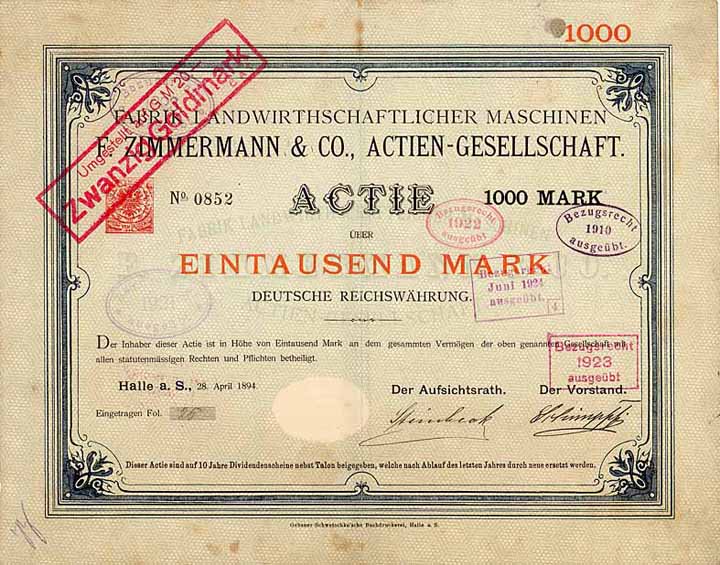 1000
Umgestellt auf G.M 20.—
Zwanzig Goldmark
FABRIK LANDWIRTHSCHAFTLICHER MASCHINEN
F. ZIMMERMANN & CO., ACTIEN-GESELLSCHAFT.
No. 0852 ACTIE 1000 MARK
Bezugsrecht
1922
ausgeübt
Bezugsrecht
1910
ausgeübt.
ÜBER
EINTAUSEND MARK
DEUTSCHE REICHSWÄHRUNG.
Bezugsrecht
Juni 1921
ausgeübt.
4
Der Inhaber dieser Actie ist in Höhe von Eintausend Mark an dem gesammten Vermögen der oben genannten Gesellschaft mit
allen statutenmässigen Rechten und Pflichten betheiligt.
Bezugsrecht
1923
ausgeübt
Halle a. S., 28. April 1894.
Der Aufsichtsrath. Der Vorstand.
Eingetragen Fol. 26
Steinbeck
Dieser Actie sind auf 10 Jahre Dividendenscheine nebst Talon beigegeben, welche nach Ablauf des letzten Jahres durch neue ersetzt werden.
Gebauer-Schwetschke'sche Buchdruckerei, Halle a. S.